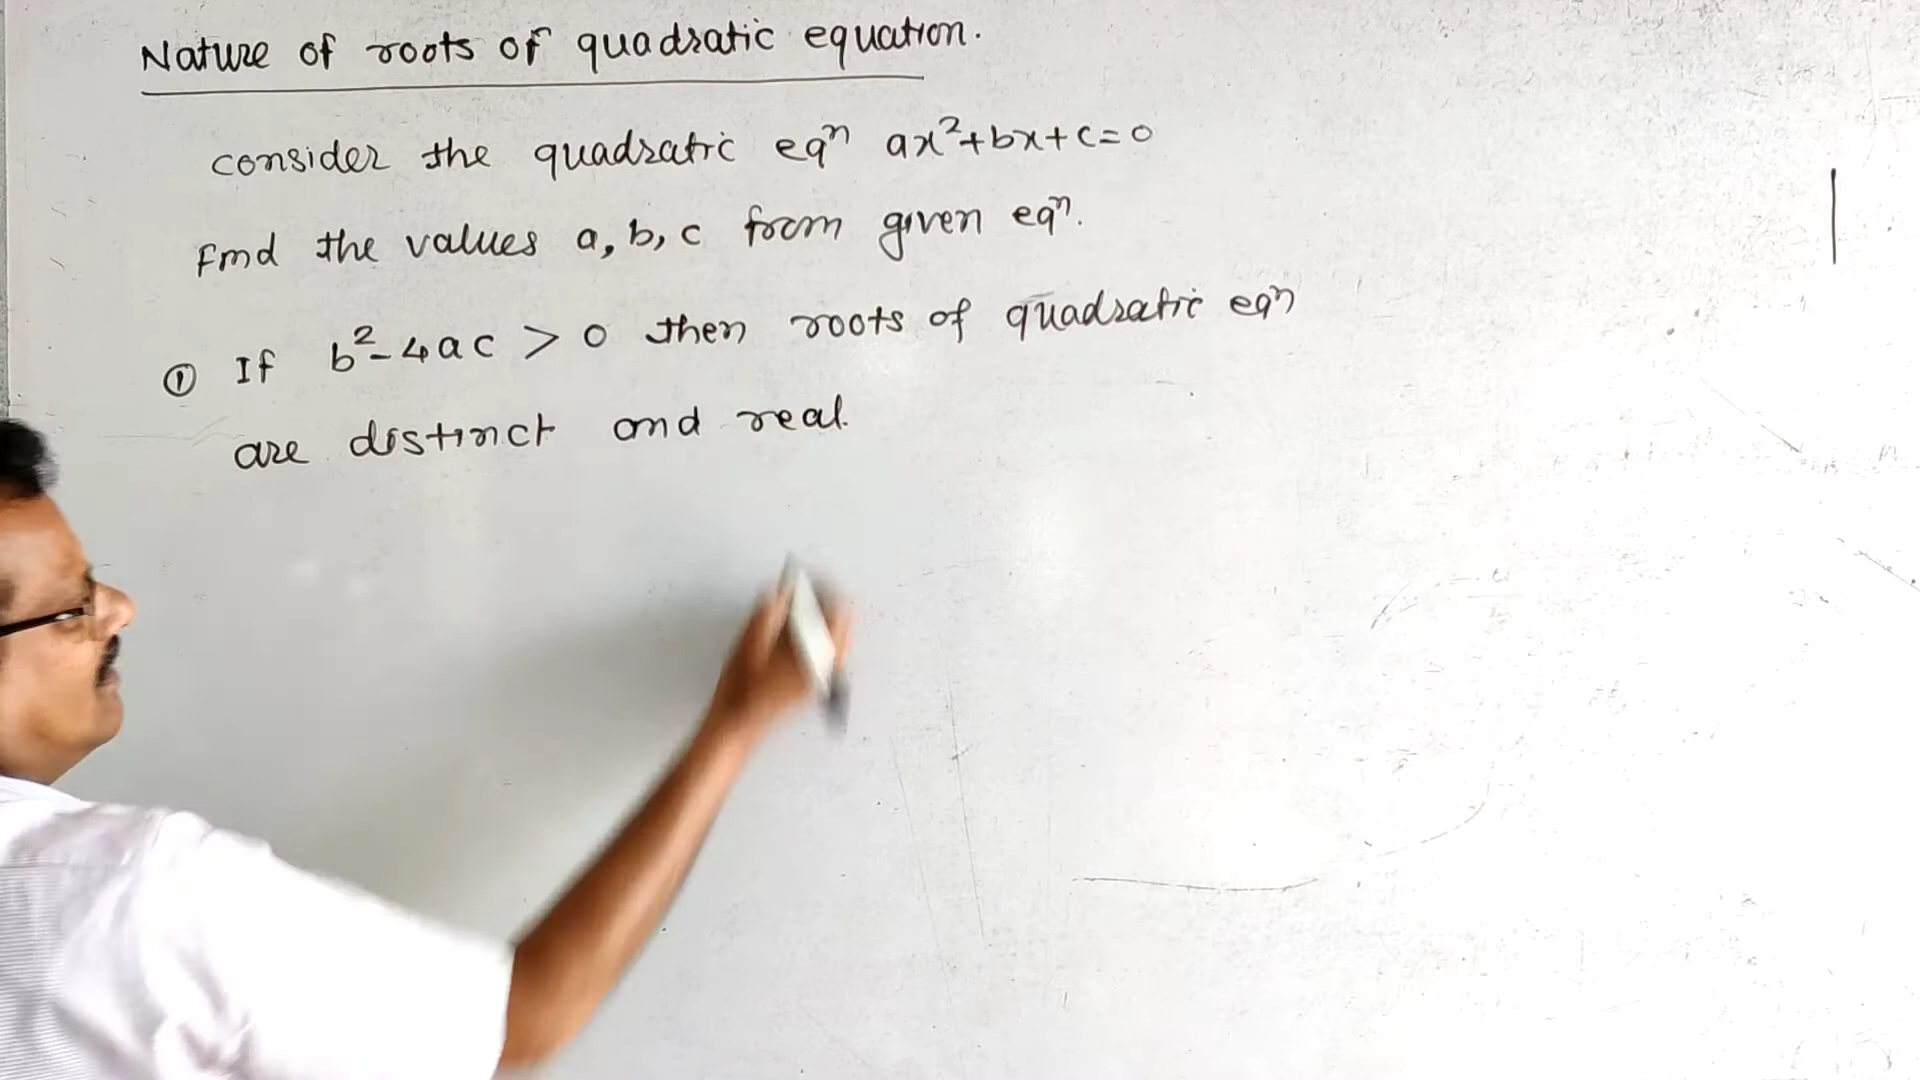 Nature of roots of quadratic equation.
consider the quadratic eqⁿ ax²+bx+c=0
Find the values a, b, c from given eqⁿ.
① If b²-4ac > 0 then roots of quadratic eqⁿ
are distinct and real.